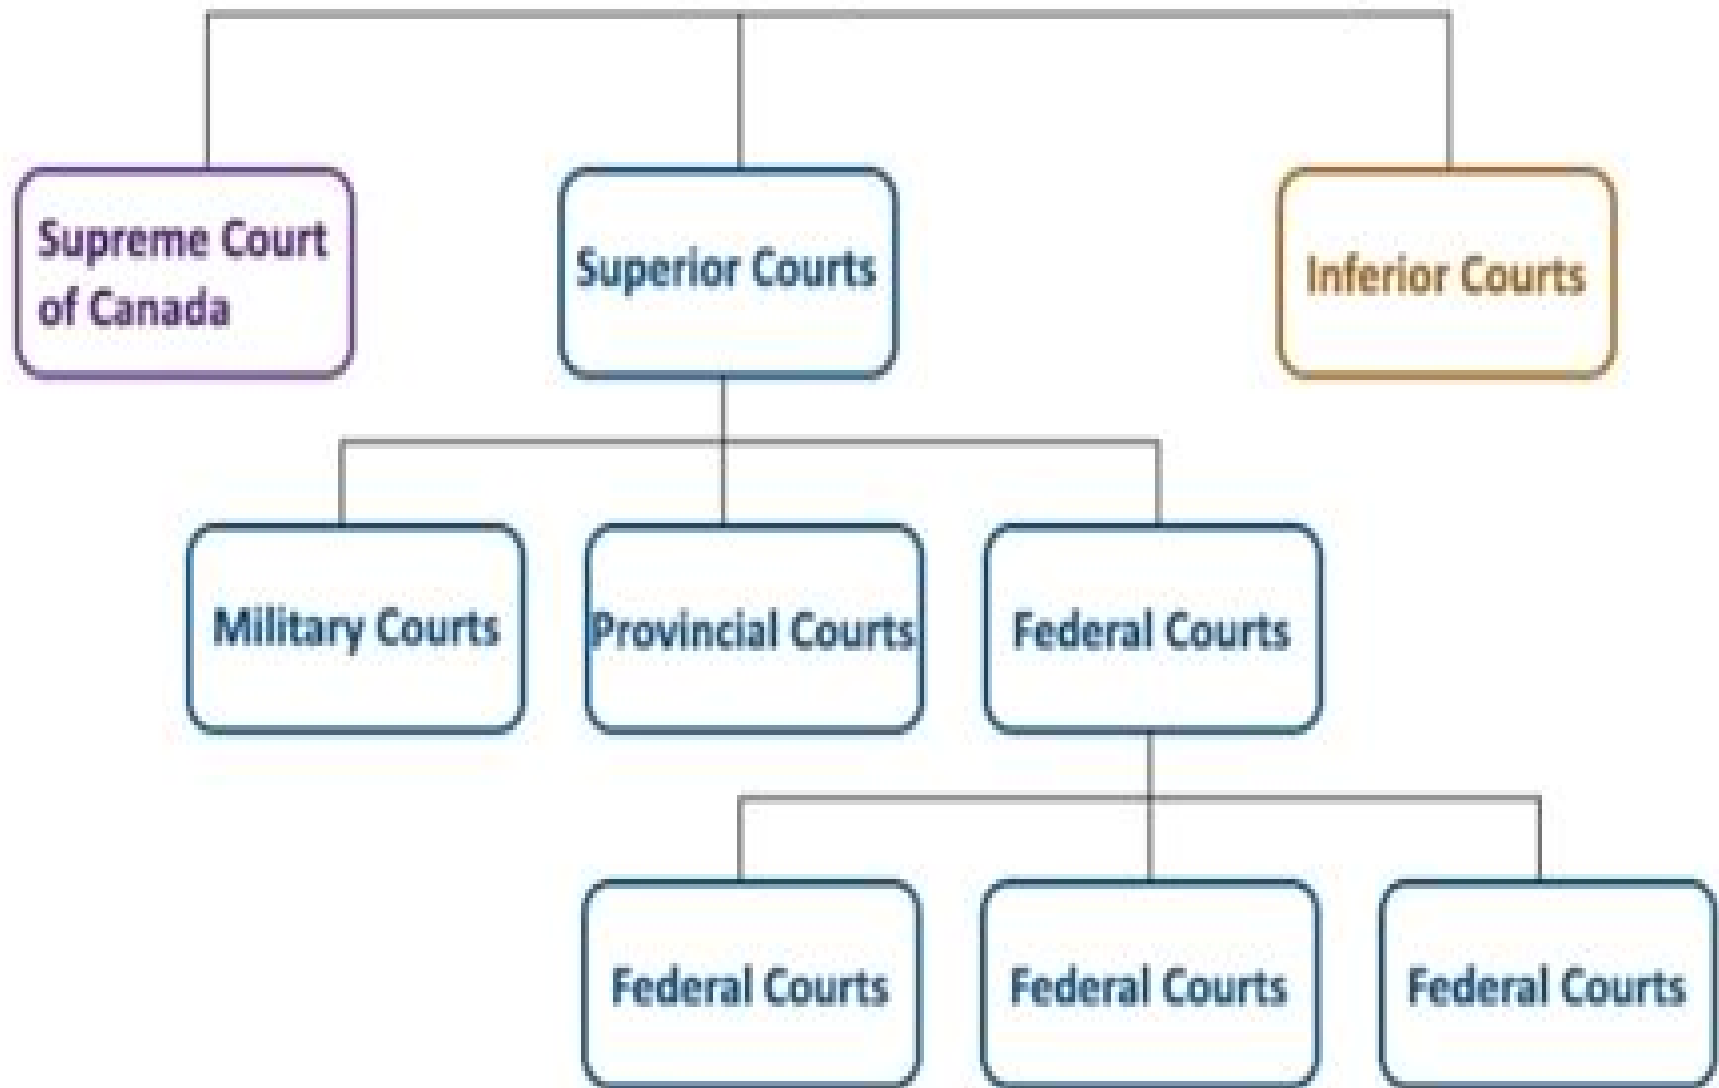 Supreme Court
of Canada
Superior Courts
Inferior Courts
Military Courts
Provincial Courts
Federal Courts
Federal Courts
Federal Courts
Federal Courts